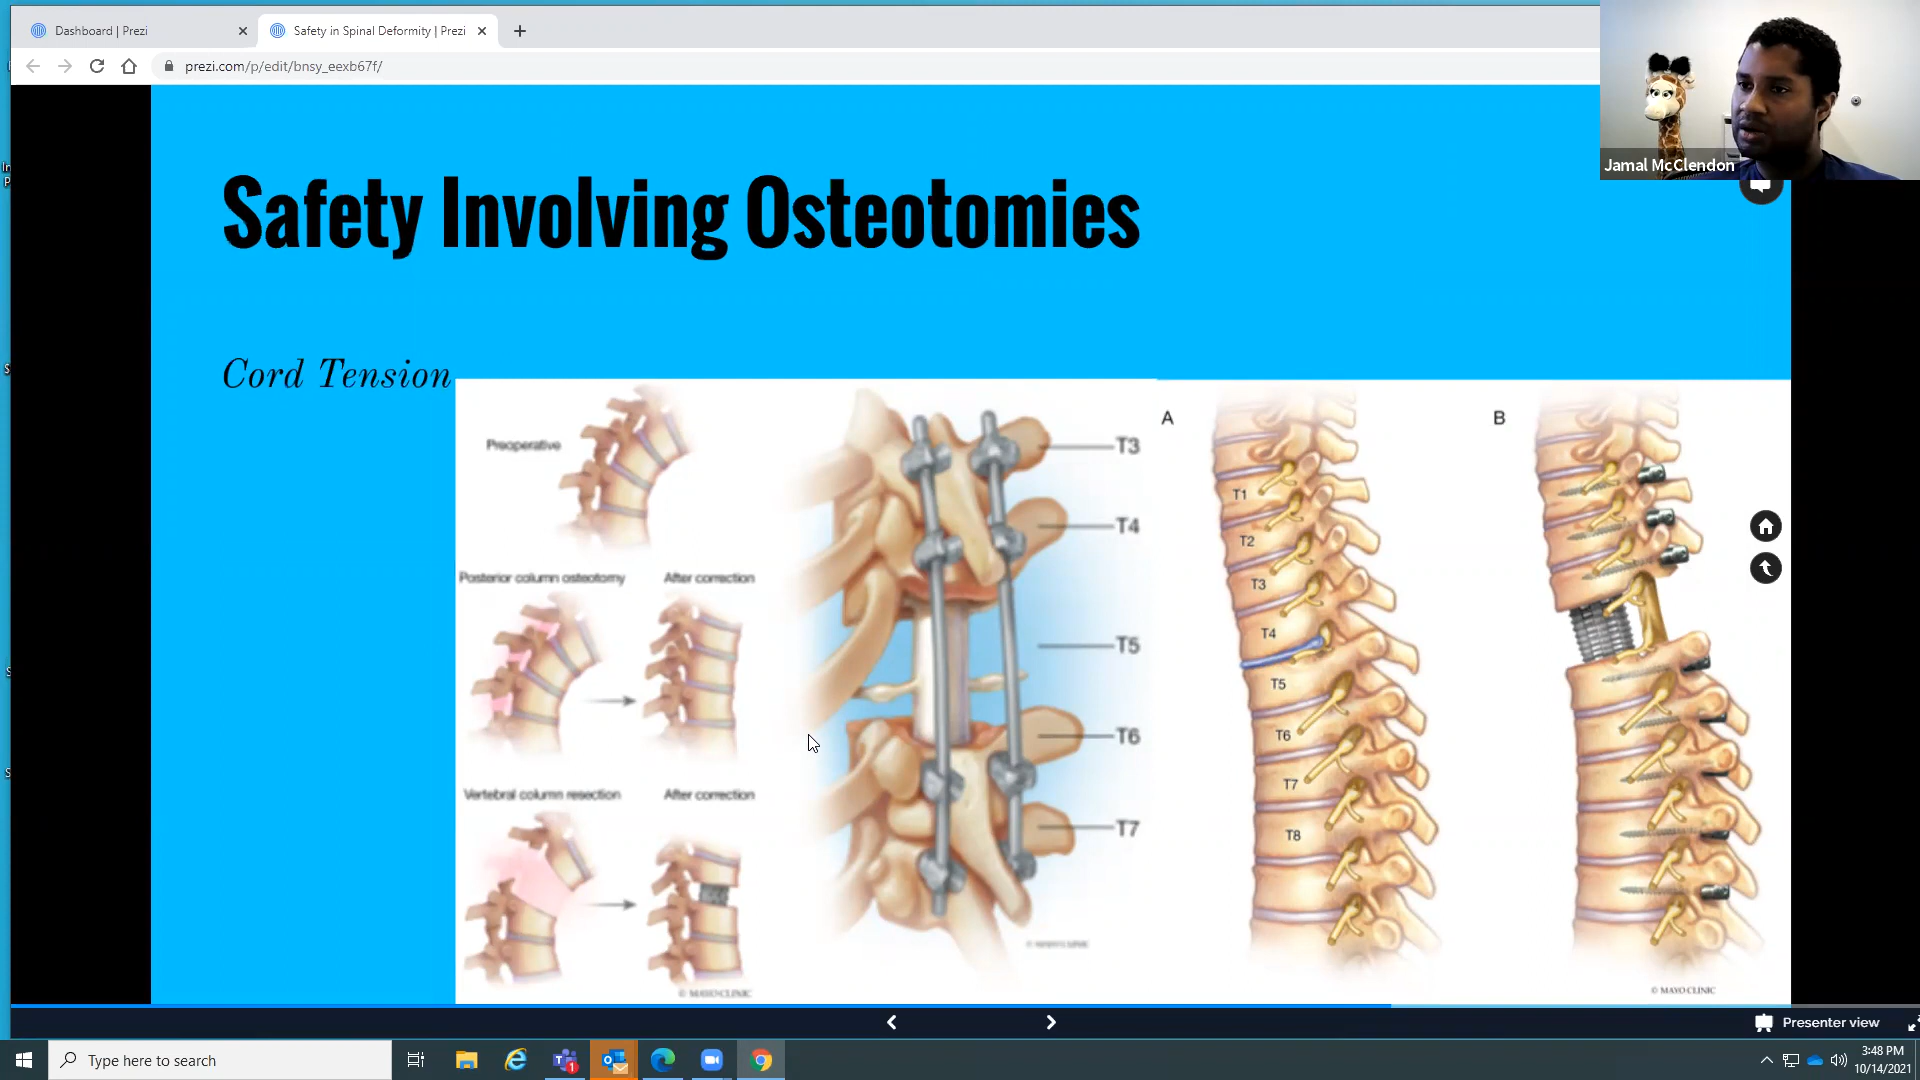 Dashboard | Prezi
Safety in Spinal Deformity | Prezi
prezi.com/p/edit/bnsy_eexb67f/
Jamal McClendon
Safety Involving Osteotomies
Cord Tension
Preoperative
Posterior column osteotomy
After correction
Vertebral column resection
After correction
© MAYO CLINIC
T3
T4
T5
T6
T7
© MAYO CLINIC
A
T1
T2
T3
T4
T5
T6
T7
T8
B
© MAYO CLINIC
Presenter view
Type here to search
1
3:48 PM
10/14/2021